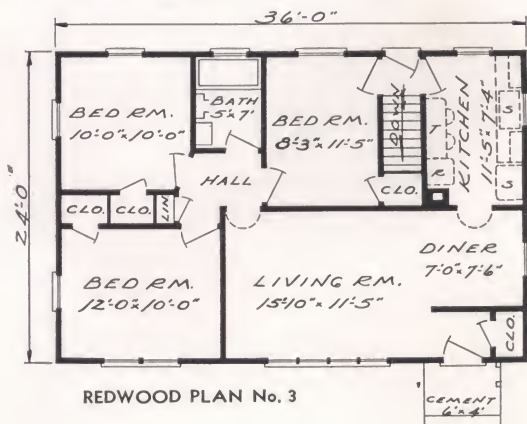 36'-0"
24'-0"
BED RM.
10'-0" x 10'-0"
BATH
5' x 7'
BED RM.
8'-3" x 11'-5"
DOWN
T
R
KITCHEN
11'-5" x 7'-4"
S
S
HALL
CLO.
CLO.
CLO.
LIN.
BED RM.
12'-0" x 10'-0"
LIVING RM.
15'-10" x 11'-5"
DINER
7'-0" x 7'-6"
CLO.
CEMENT
6' x 4'
REDWOOD PLAN No. 3